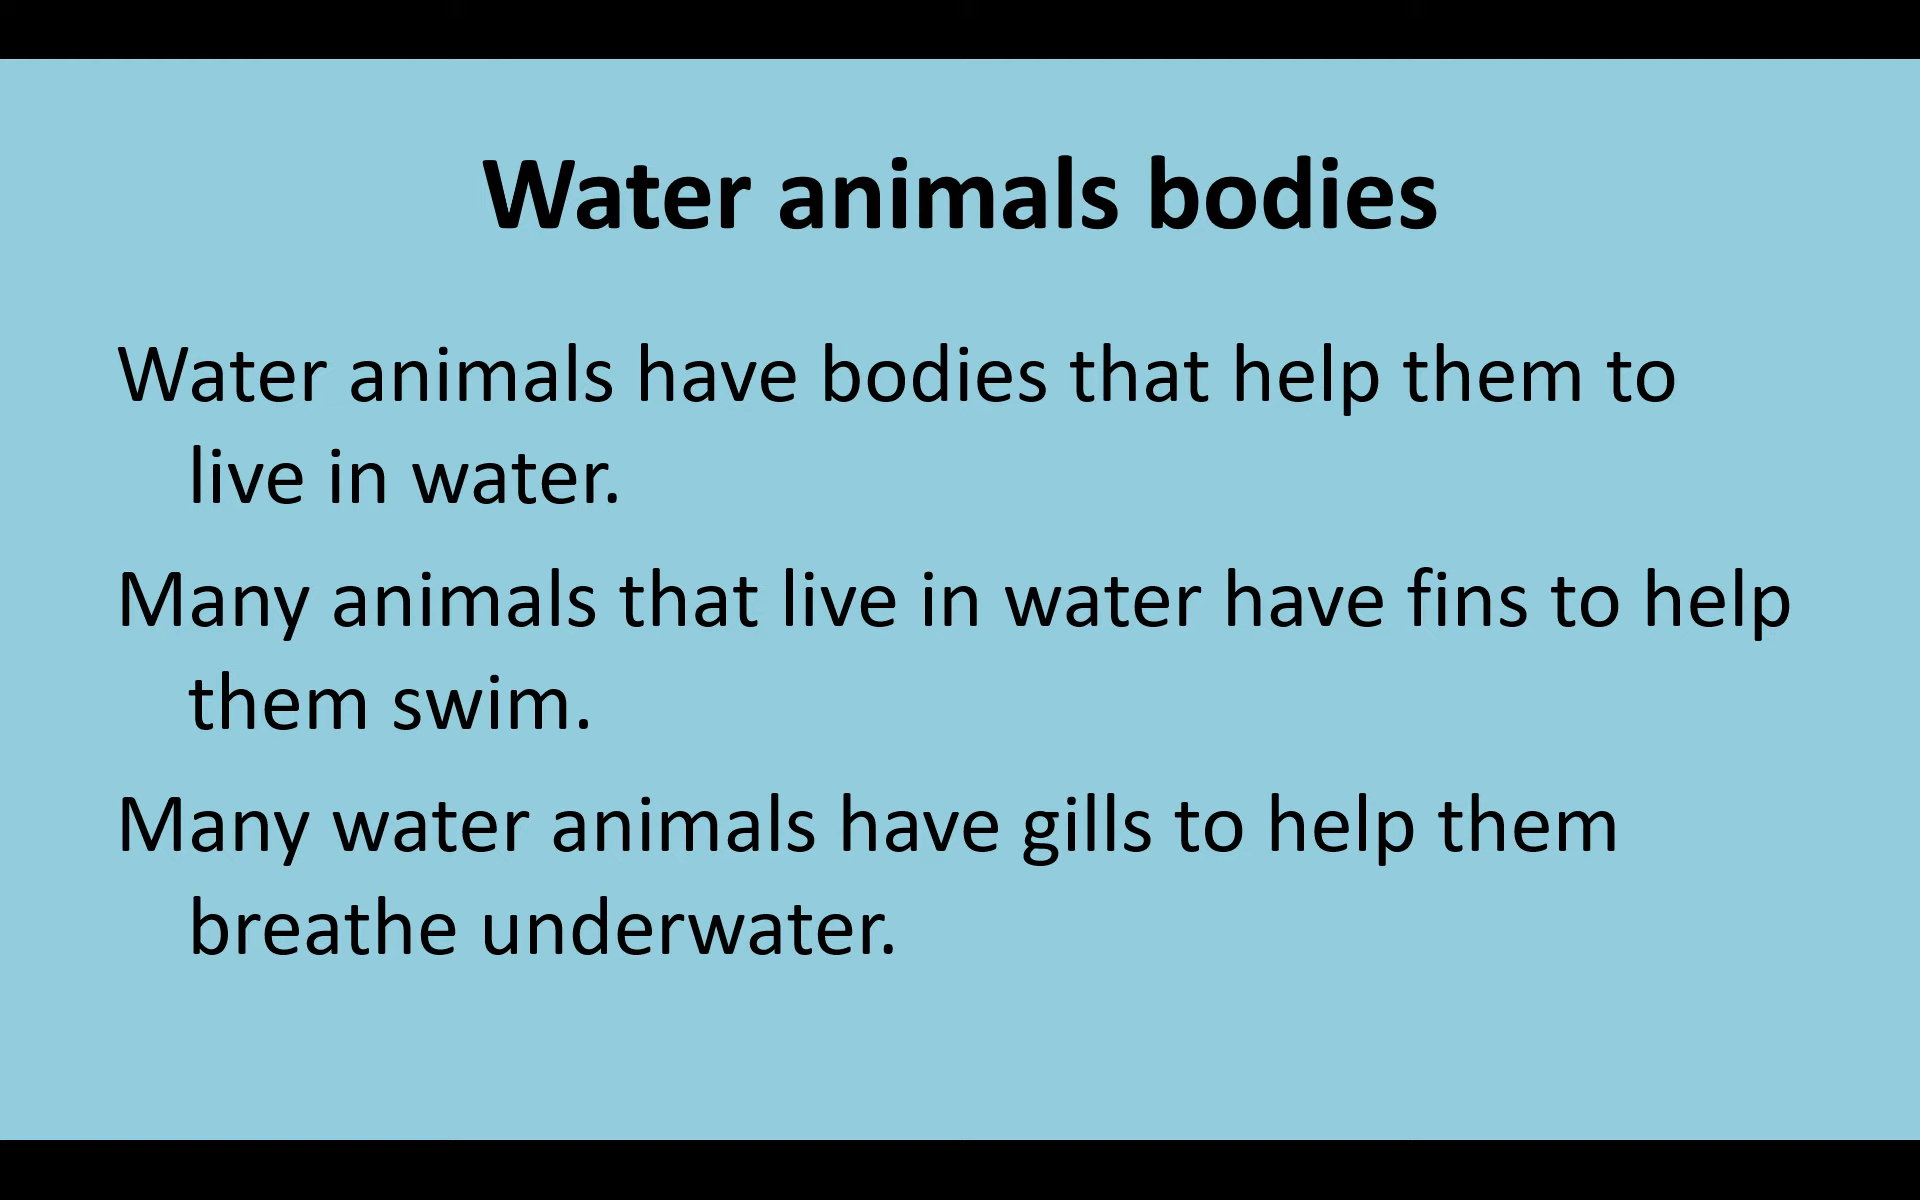 Water animals bodies
Water animals have bodies that help them to
live in water.
Many animals that live in water have fins to help
them swim.
Many water animals have gills to help them
breathe underwater.